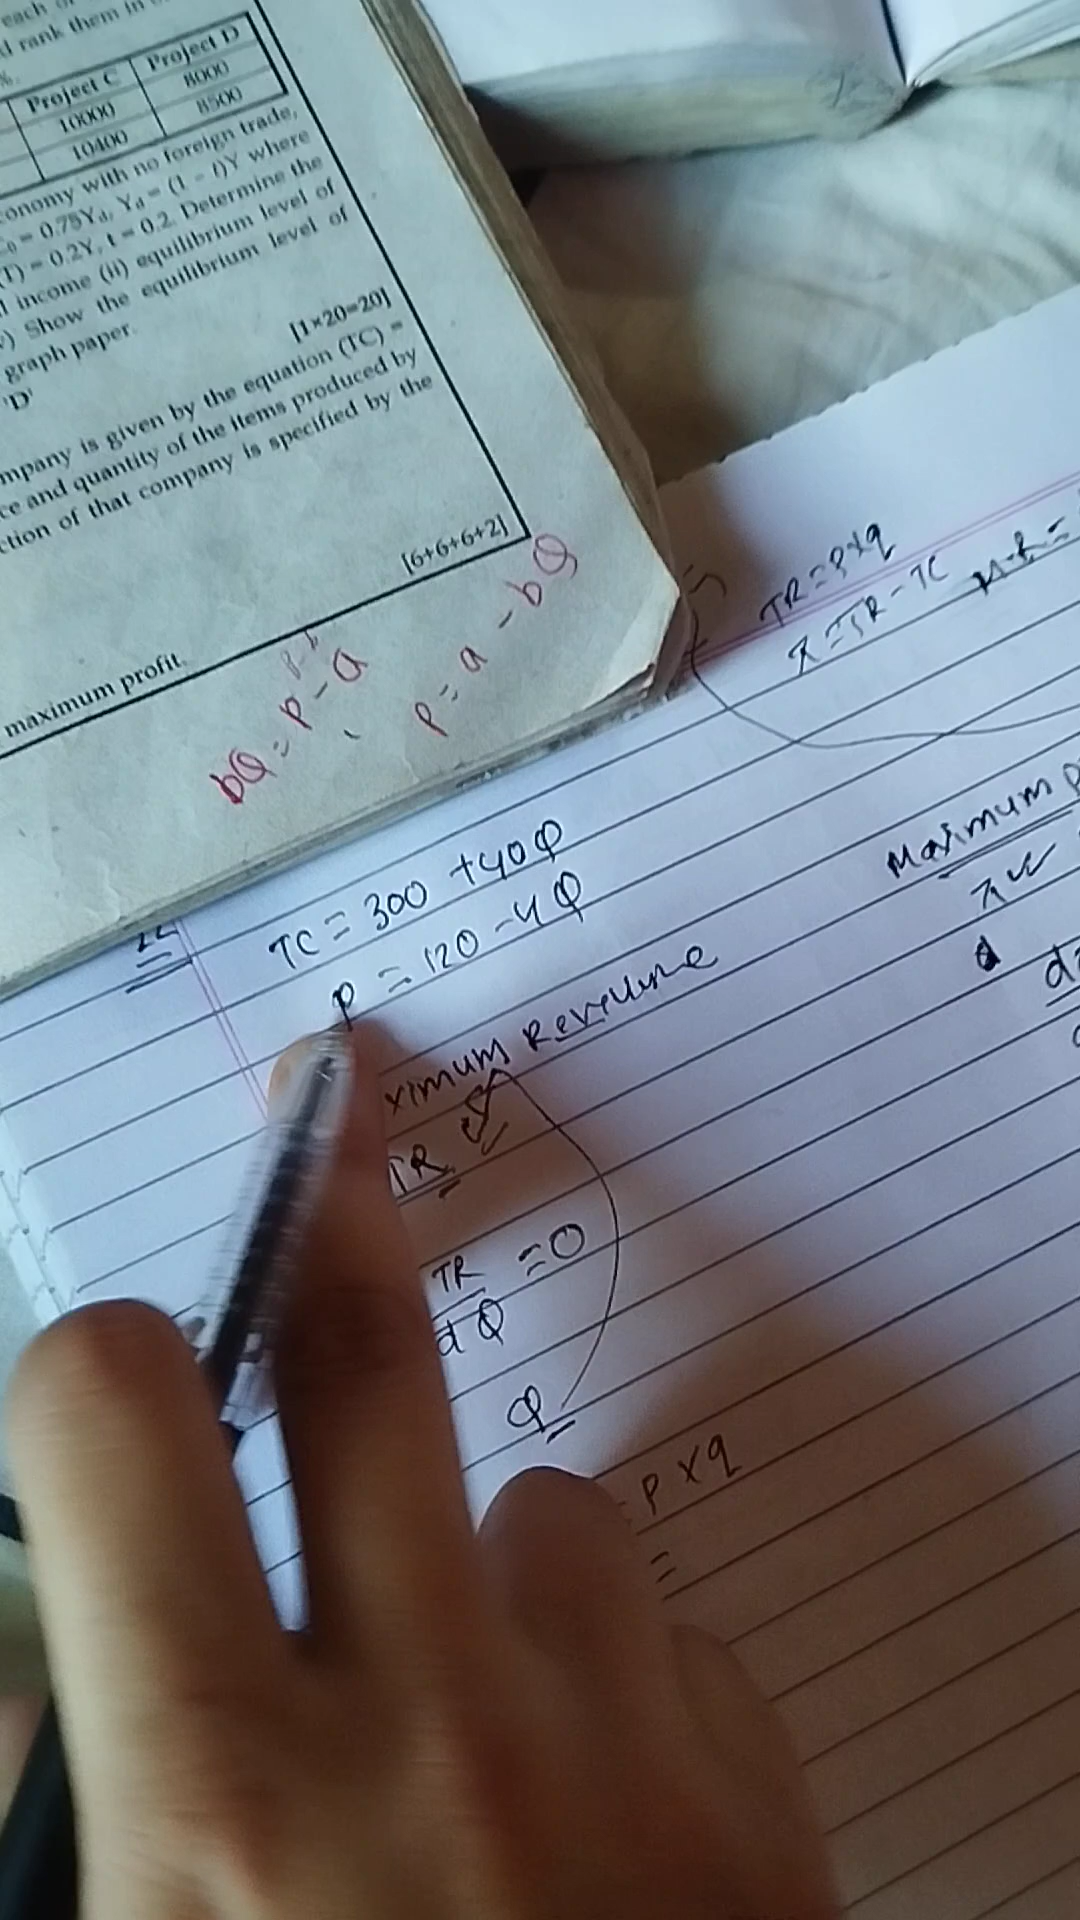 each
d rank them in
%.
Project C Project D
10000 8000
10400 8500
conomy with no foreign trade,
C₀ = 0.75Yd, Yd = (1 - t)Y where
(T) = 0.2Y, t = 0.2. Determine the
income (ii) equilibrium level of
) Show the equilibrium level of
graph paper.
[1×20=20]
'D'
mpany is given by the equation (TC) =
ce and quantity of the items produced by
ction of that company is specified by the
[6+6+6+2]
maximum profit.
bQ = P - a
P = a - bQ
TR = P×q
π = TR - TC
TC = 300 + 40Q
P = 120 - 4Q
ximum Revenue
TR
TR = 0
dQ
Q
P × q
=
Maximum P
π
d